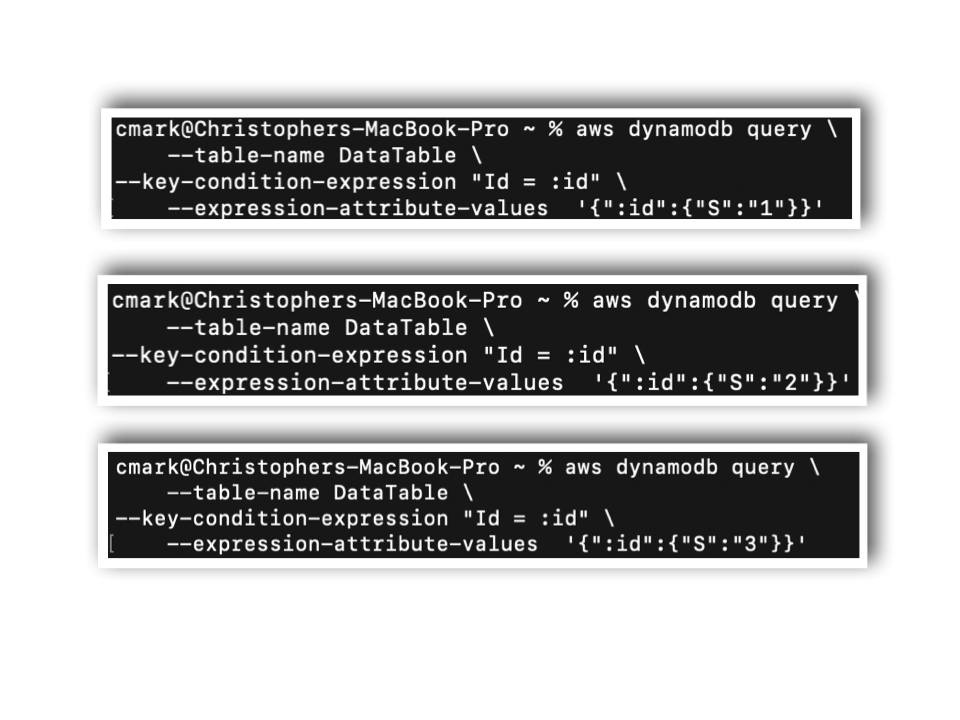 cmark@Christophers-MacBook-Pro ~ % aws dynamodb query \
--table-name DataTable \
--key-condition-expression "Id = :id" \
[    --expression-attribute-values  '{":id":{"S":"1"}}'
cmark@Christophers-MacBook-Pro ~ % aws dynamodb query \
--table-name DataTable \
--key-condition-expression "Id = :id" \
[    --expression-attribute-values  '{":id":{"S":"2"}}'
cmark@Christophers-MacBook-Pro ~ % aws dynamodb query \
--table-name DataTable \
--key-condition-expression "Id = :id" \
[    --expression-attribute-values  '{":id":{"S":"3"}}'